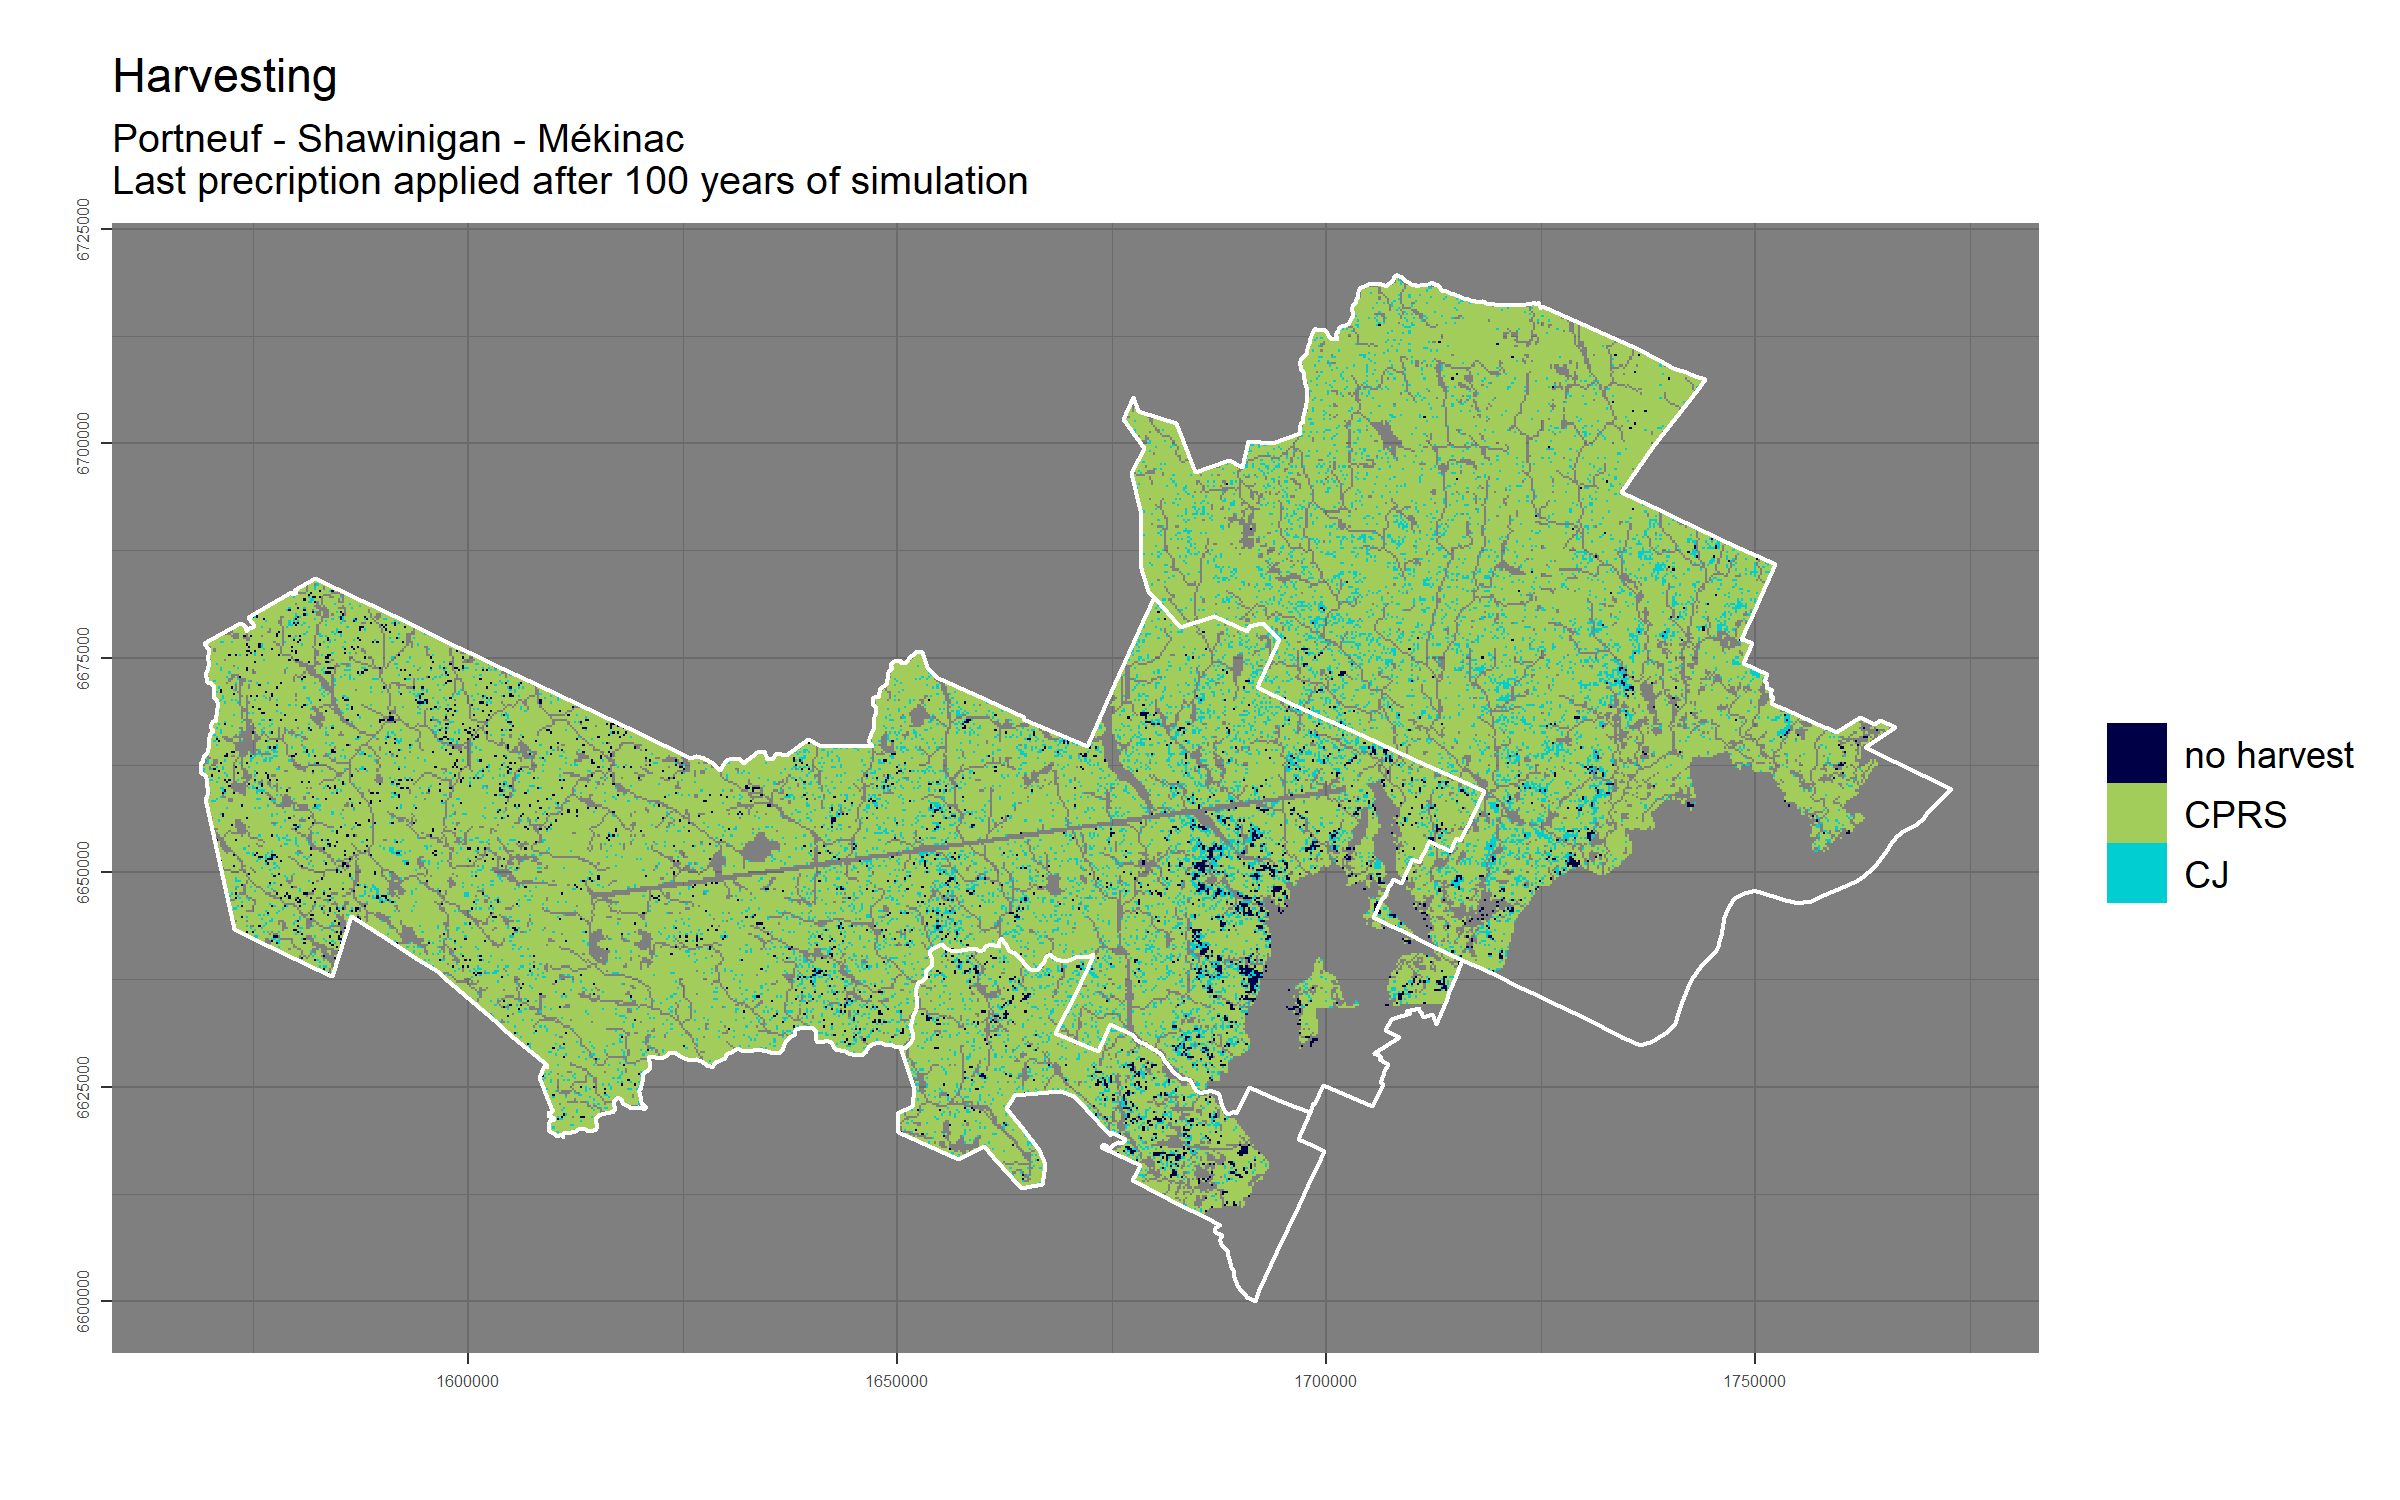 Harvesting
Portneuf - Shawinigan - Mékinac
Last precription applied after 100 years of simulation
6725000
6700000
6675000
6650000
6625000
6600000
1600000
1650000
1700000
1750000
no harvest
CPRS
CJ